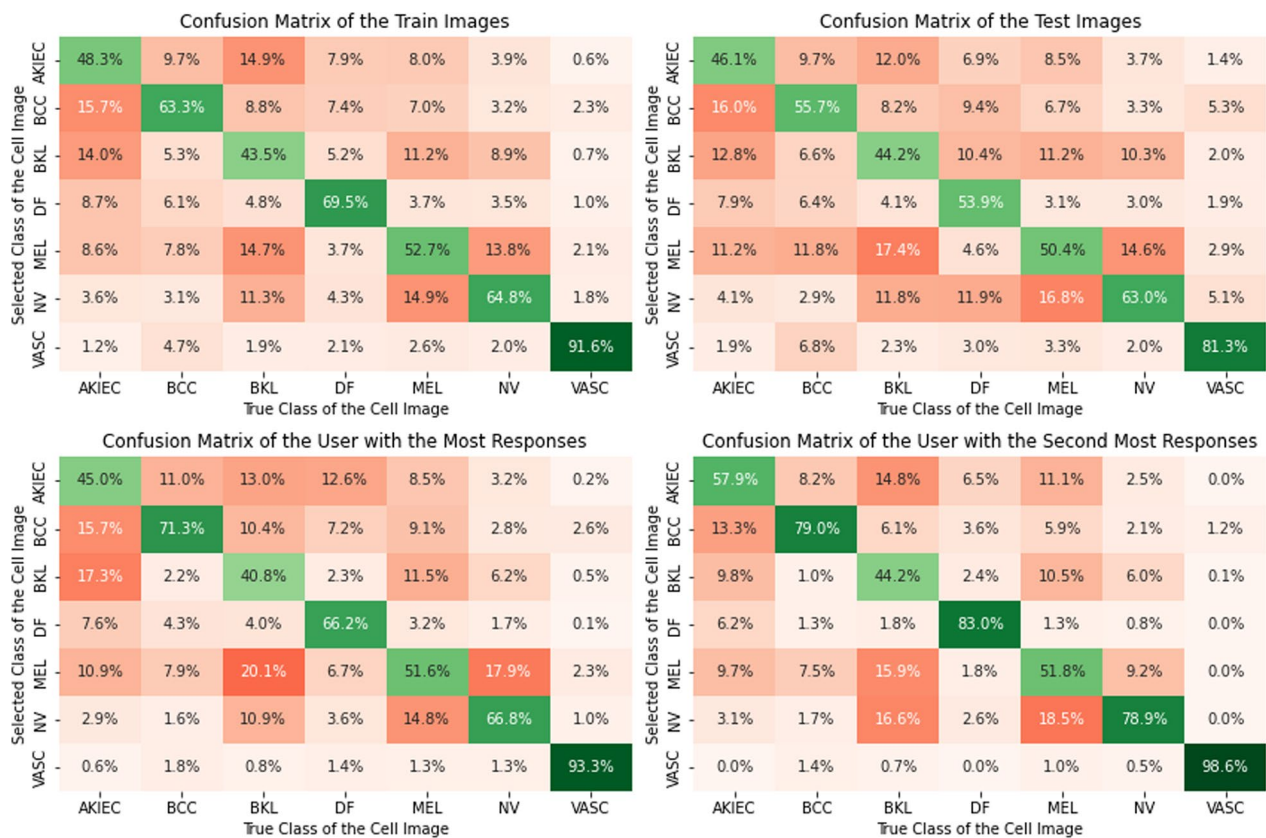 Confusion Matrix of the Train Images
Selected Class of the Cell Image
AKIEC 48.3% 9.7% 14.9% 7.9% 8.0% 3.9% 0.6%
BCC 15.7% 63.3% 8.8% 7.4% 7.0% 3.2% 2.3%
BKL 14.0% 5.3% 43.5% 5.2% 11.2% 8.9% 0.7%
DF 8.7% 6.1% 4.8% 69.5% 3.7% 3.5% 1.0%
MEL 8.6% 7.8% 14.7% 3.7% 52.7% 13.8% 2.1%
NV 3.6% 3.1% 11.3% 4.3% 14.9% 64.8% 1.8%
VASC 1.2% 4.7% 1.9% 2.1% 2.6% 2.0% 91.6%
AKIEC BCC BKL DF MEL NV VASC
True Class of the Cell Image
Confusion Matrix of the Test Images
Selected Class of the Cell Image
AKIEC 46.1% 9.7% 12.0% 6.9% 8.5% 3.7% 1.4%
BCC 16.0% 55.7% 8.2% 9.4% 6.7% 3.3% 5.3%
BKL 12.8% 6.6% 44.2% 10.4% 11.2% 10.3% 2.0%
DF 7.9% 6.4% 4.1% 53.9% 3.1% 3.0% 1.9%
MEL 11.2% 11.8% 17.4% 4.6% 50.4% 14.6% 2.9%
NV 4.1% 2.9% 11.8% 11.9% 16.8% 63.0% 5.1%
VASC 1.9% 6.8% 2.3% 3.0% 3.3% 2.0% 81.3%
AKIEC BCC BKL DF MEL NV VASC
True Class of the Cell Image
Confusion Matrix of the User with the Most Responses
Selected Class of the Cell Image
AKIEC 45.0% 11.0% 13.0% 12.6% 8.5% 3.2% 0.2%
BCC 15.7% 71.3% 10.4% 7.2% 9.1% 2.8% 2.6%
BKL 17.3% 2.2% 40.8% 2.3% 11.5% 6.2% 0.5%
DF 7.6% 4.3% 4.0% 66.2% 3.2% 1.7% 0.1%
MEL 10.9% 7.9% 20.1% 6.7% 51.6% 17.9% 2.3%
NV 2.9% 1.6% 10.9% 3.6% 14.8% 66.8% 1.0%
VASC 0.6% 1.8% 0.8% 1.4% 1.3% 1.3% 93.3%
AKIEC BCC BKL DF MEL NV VASC
True Class of the Cell Image
Confusion Matrix of the User with the Second Most Responses
Selected Class of the Cell Image
AKIEC 57.9% 8.2% 14.8% 6.5% 11.1% 2.5% 0.0%
BCC 13.3% 79.0% 6.1% 3.6% 5.9% 2.1% 1.2%
BKL 9.8% 1.0% 44.2% 2.4% 10.5% 6.0% 0.1%
DF 6.2% 1.3% 1.8% 83.0% 1.3% 0.8% 0.0%
MEL 9.7% 7.5% 15.9% 1.8% 51.8% 9.2% 0.0%
NV 3.1% 1.7% 16.6% 2.6% 18.5% 78.9% 0.0%
VASC 0.0% 1.4% 0.7% 0.0% 1.0% 0.5% 98.6%
AKIEC BCC BKL DF MEL NV VASC
True Class of the Cell Image